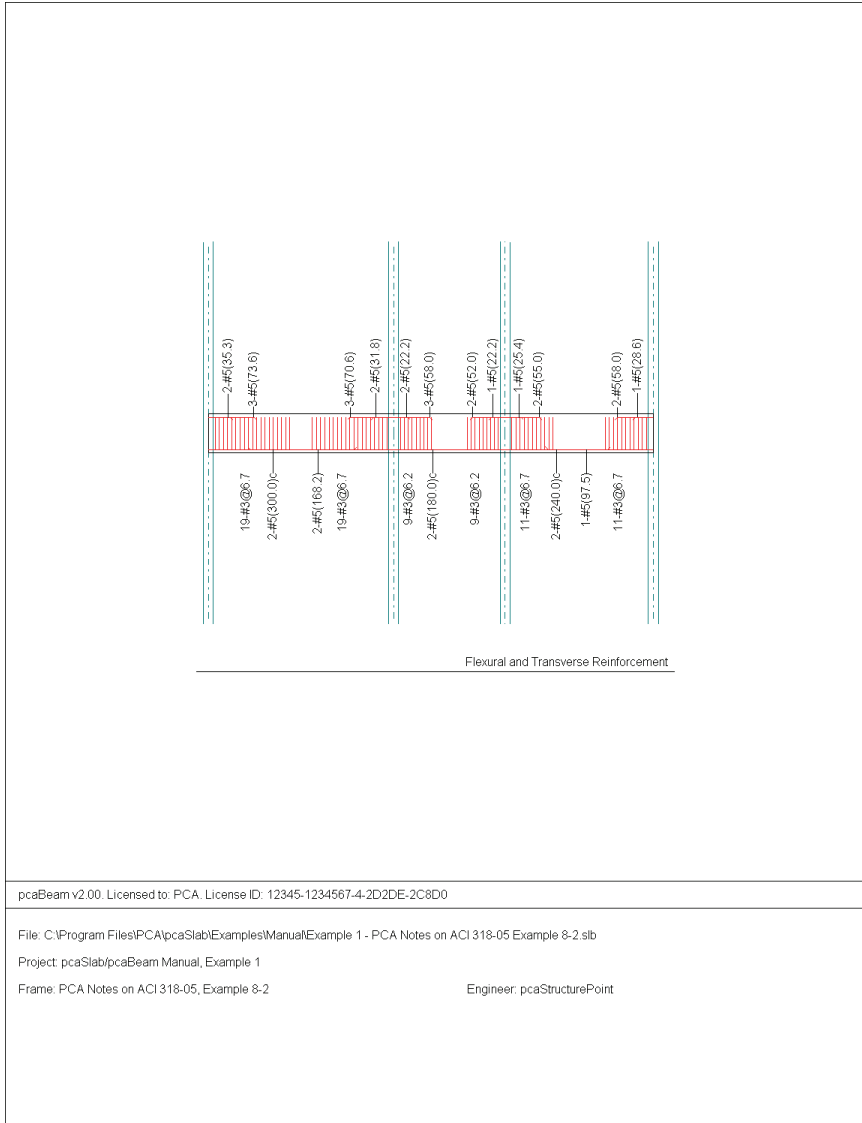 2-#5(35.3)
3-#5(73.6)
3-#5(70.6)
2-#5(31.8)
2-#5(22.2)
3-#5(58.0)
2-#5(52.0)
1-#5(22.2)
1-#5(25.4)
2-#5(55.0)
2-#5(58.0)
1-#5(28.6)
19-#3@6.7
2-#5(300.0)c
2-#5(168.2)
19-#3@6.7
9-#3@6.2
2-#5(180.0)c
9-#3@6.2
11-#3@6.7
2-#5(240.0)c
1-#5(97.5)
11-#3@6.7
Flexural and Transverse Reinforcement
pcaBeam v2.00. Licensed to: PCA. License ID: 12345-1234567-4-2D2DE-2C8D0
File: C:\Program Files\PCA\pcaSlab\Examples\Manual\Example 1 - PCA Notes on ACI 318-05 Example 8-2.slb
Project: pcaSlab/pcaBeam Manual, Example 1
Frame: PCA Notes on ACI 318-05, Example 8-2
Engineer: pcaStructurePoint